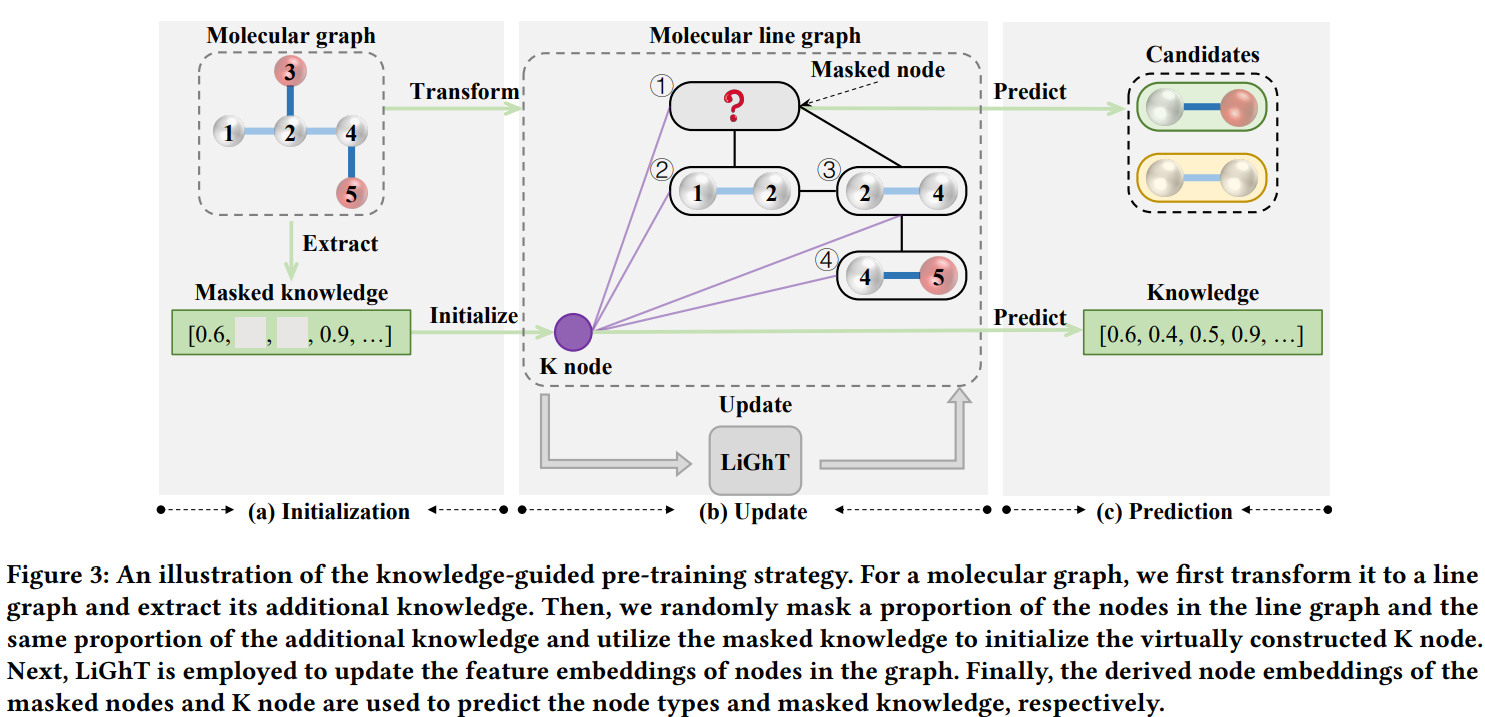 Molecular graph
3
1 2 4
5
Transform
Extract
Masked knowledge
[0.6, , , 0.9, …]
Initialize
Molecular line graph
Masked node
① ?
② 1 2
③ 2 4
④ 4 5
K node
Update
LiGhT
Predict
Candidates
Predict
Knowledge
[0.6, 0.4, 0.5, 0.9, …]
(a) Initialization
(b) Update
(c) Prediction
Figure 3: An illustration of the knowledge-guided pre-training strategy. For a molecular graph, we first transform it to a line
graph and extract its additional knowledge. Then, we randomly mask a proportion of the nodes in the line graph and the
same proportion of the additional knowledge and utilize the masked knowledge to initialize the virtually constructed K node.
Next, LiGhT is employed to update the feature embeddings of nodes in the graph. Finally, the derived node embeddings of the
masked nodes and K node are used to predict the node types and masked knowledge, respectively.